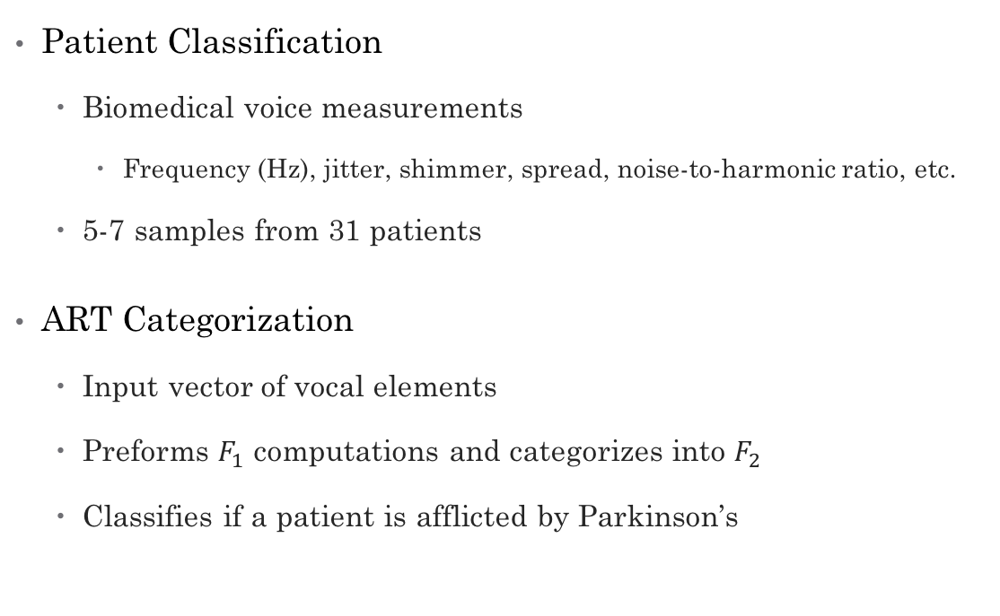 • Patient Classification
• Biomedical voice measurements
• Frequency (Hz), jitter, shimmer, spread, noise-to-harmonic ratio, etc.
• 5-7 samples from 31 patients
• ART Categorization
• Input vector of vocal elements
• Preforms F₁ computations and categorizes into F₂
• Classifies if a patient is afflicted by Parkinson’s